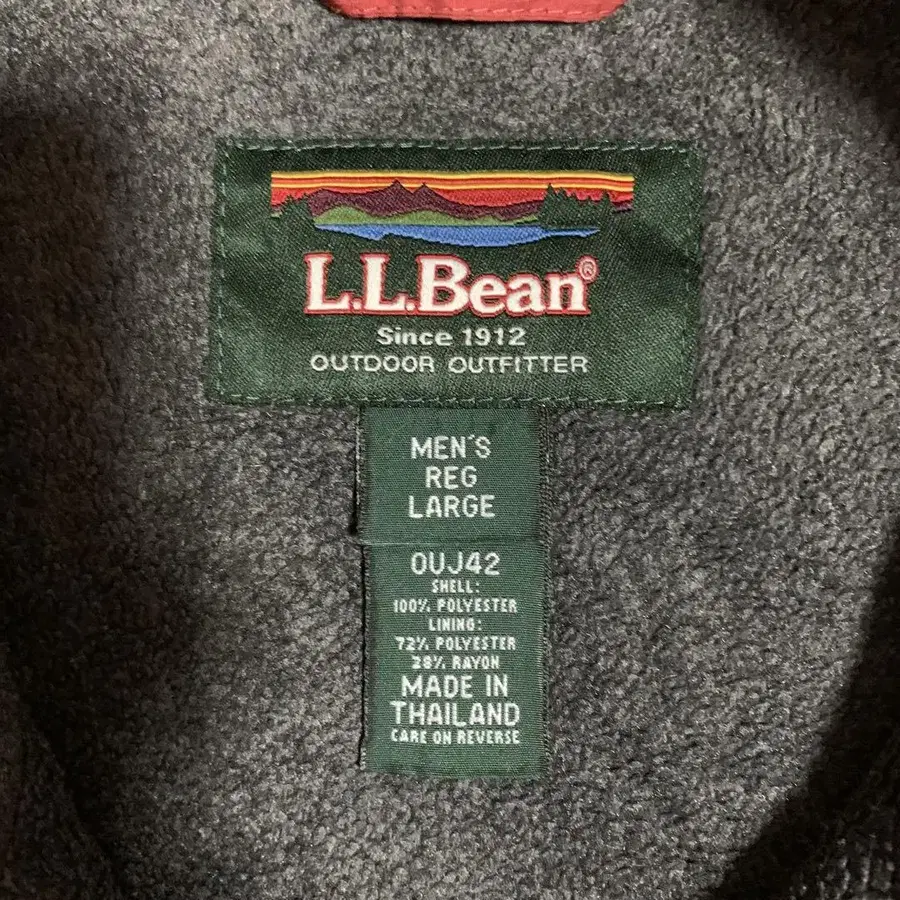 L.L.Bean®
Since 1912
OUTDOOR OUTFITTER
MEN'S
REG
LARGE
0UJ42
SHELL:
100% POLYESTER
LINING:
72% POLYESTER
28% RAYON
MADE IN
THAILAND
CARE ON REVERSE